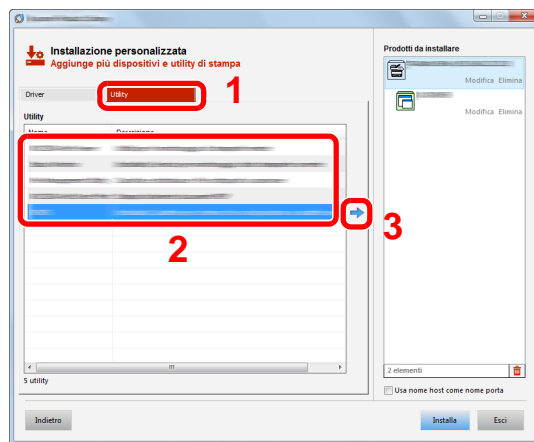 Installazione personalizzata
Aggiunge più dispositivi e utility di stampa
Driver
Utility
1
Utility
Nome
Descrizione
2
3
5 utility
Prodotti da installare
Modifica Elimina
Modifica Elimina
2 elementi
Usa nome host come nome porta
Indietro
Installa
Esci